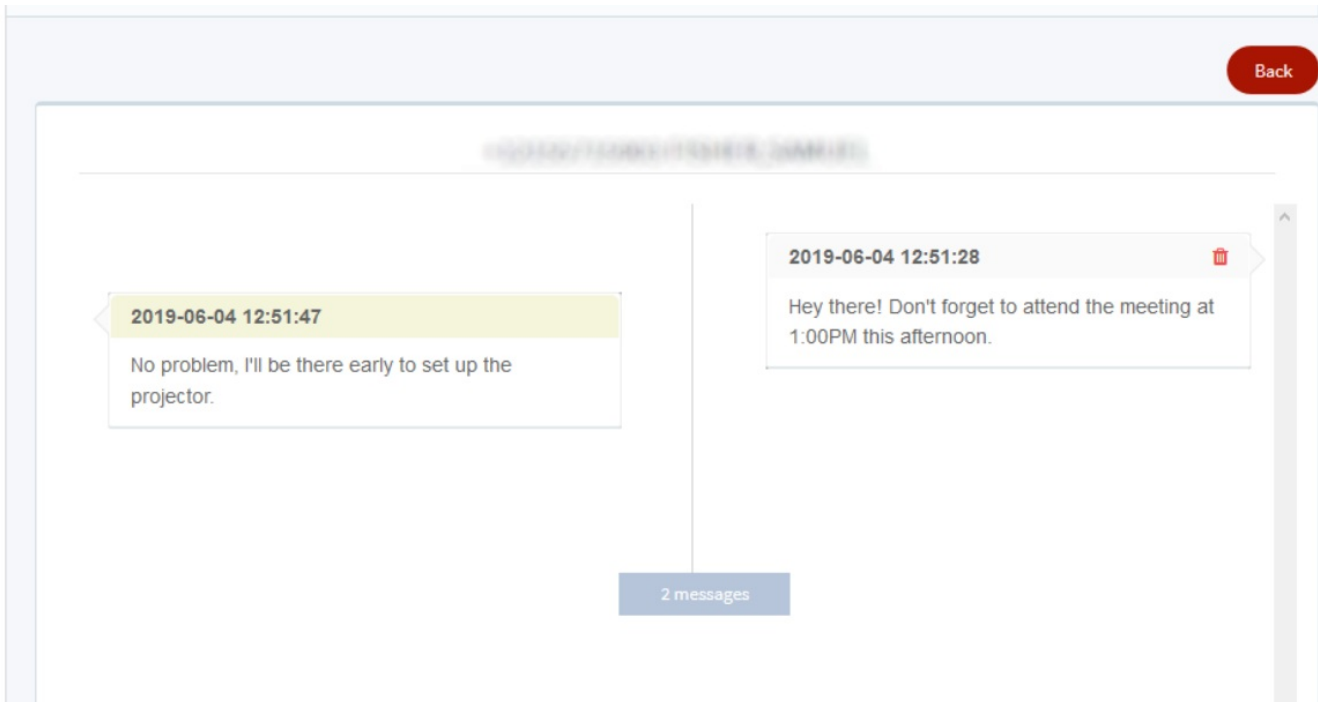 Back
2019-06-04 12:51:28
Hey there! Don't forget to attend the meeting at
1:00PM this afternoon.
2019-06-04 12:51:47
No problem, I'll be there early to set up the
projector.
2 messages